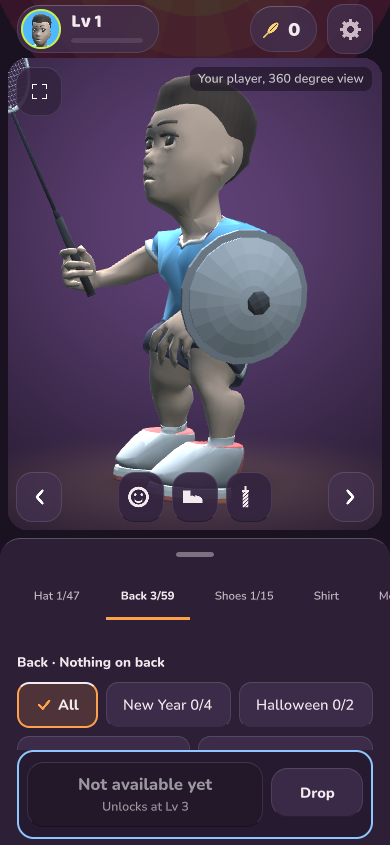 Lv 1
0
Your player, 360 degree view
Hat 1/47
Back 3/59
Shoes 1/15
Shirt
Back · Nothing on back
All
New Year 0/4
Halloween 0/2
Not available yet
Unlocks at Lv 3
Drop